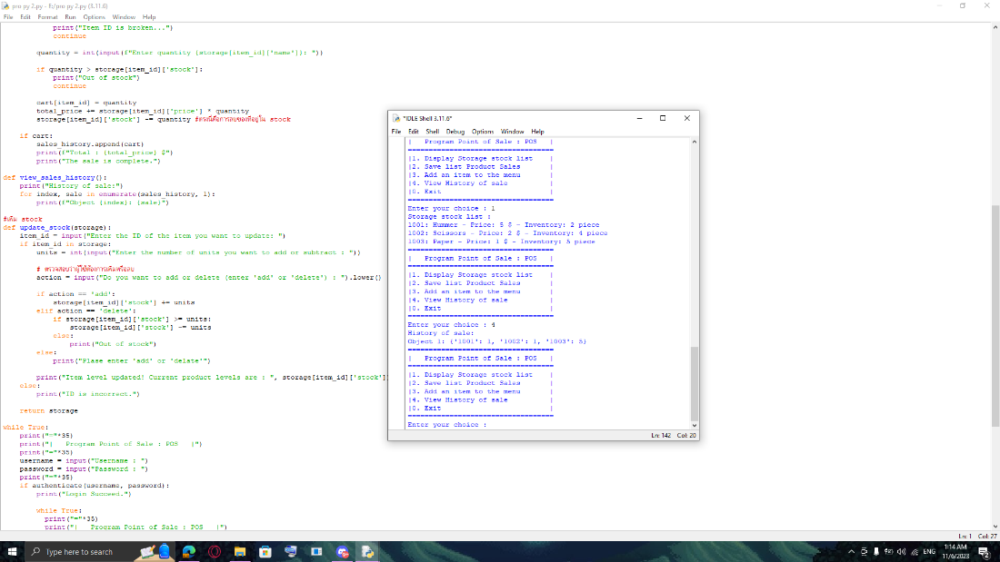 pro py 2.py - E:/pro py 2.py (3.11.6)
File Edit Format Run Options Window Help
print("Item ID is broken...")
continue
quantity = int(input(f"Enter quantity {storage[item_id]['name']}: "))
if quantity > storage[item_id]['stock']:
print("Out of stock")
continue
cart[item_id] = quantity
total_price += storage[item_id]['price'] * quantity
storage[item_id]['stock'] -= quantity #ตรงนี้คือการลบของที่อยู่ใน stock
if cart:
sales_history.append(cart)
print(f"Total : {total_price} $")
print("The sale is complete.")
def view_sales_history():
print("History of sale:")
for index, sale in enumerate(sales_history, 1):
print(f"Object {index}: {sale}")
#เพิ่ม stock
def update_stock(storage):
item_id = input("Enter the ID of the item you want to update: ")
if item_id in storage:
units = int(input("Enter the number of units you want to add or subtract : "))
# ตรวจสอบว่าผู้ใช้ต้องการเพิ่มหรือลบ
action = input("Do you want to add or delete (enter 'add' or 'delete') : ").lower()
if action == 'add':
storage[item_id]['stock'] += units
elif action == 'delete':
if storage[item_id]['stock'] >= units:
storage[item_id]['stock'] -= units
else:
print("Out of stock")
else:
print("Plase enter 'add' or 'delete'")
print("Item level updated! Current product levels are : ", storage[item_id]['stock'])
else:
print("ID is incorrect.")
return storage
while True:
print("="*35)
print("|   Program Point of Sale : POS   |")
print("="*35)
username = input("Username : ")
password = input("Password : ")
print("="*35)
if authenticate(username, password):
print("Login Succeed.")
while True:
print("="*35)
print("|   Program Point of Sale : POS   |")
Ln: 1 Col: 27
*IDLE Shell 3.11.6*
File Edit Shell Debug Options Window Help
|   Program Point of Sale : POS   |
===================================
|1. Display Storage stock list    |
|2. Save list Product Sales       |
|3. Add an item to the menu       |
|4. View History of sale          |
|0. Exit                          |
===================================
Enter your choice : 1
Storage stock list :
1001: Hummer - Price: 5 $ - Inventory: 2 piece
1002: Scissors - Price: 2 $ - Inventory: 4 piece
1003: Paper - Price: 1 $ - Inventory: 5 piece
===================================
|   Program Point of Sale : POS   |
===================================
|1. Display Storage stock list    |
|2. Save list Product Sales       |
|3. Add an item to the menu       |
|4. View History of sale          |
|0. Exit                          |
===================================
Enter your choice : 4
History of sale:
Object 1: {'1001': 1, '1002': 1, '1003': 5}
===================================
|   Program Point of Sale : POS   |
===================================
|1. Display Storage stock list    |
|2. Save list Product Sales       |
|3. Add an item to the menu       |
|4. View History of sale          |
|0. Exit                          |
===================================
Enter your choice :
Ln: 142 Col: 20
Type here to search
ENG
1:14 AM
11/6/2023
2